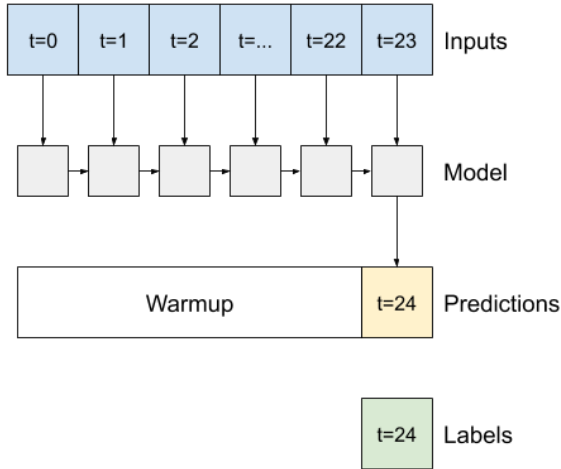 t=0 t=1 t=2 t=... t=22 t=23 Inputs
Model
Warmup t=24 Predictions
t=24 Labels